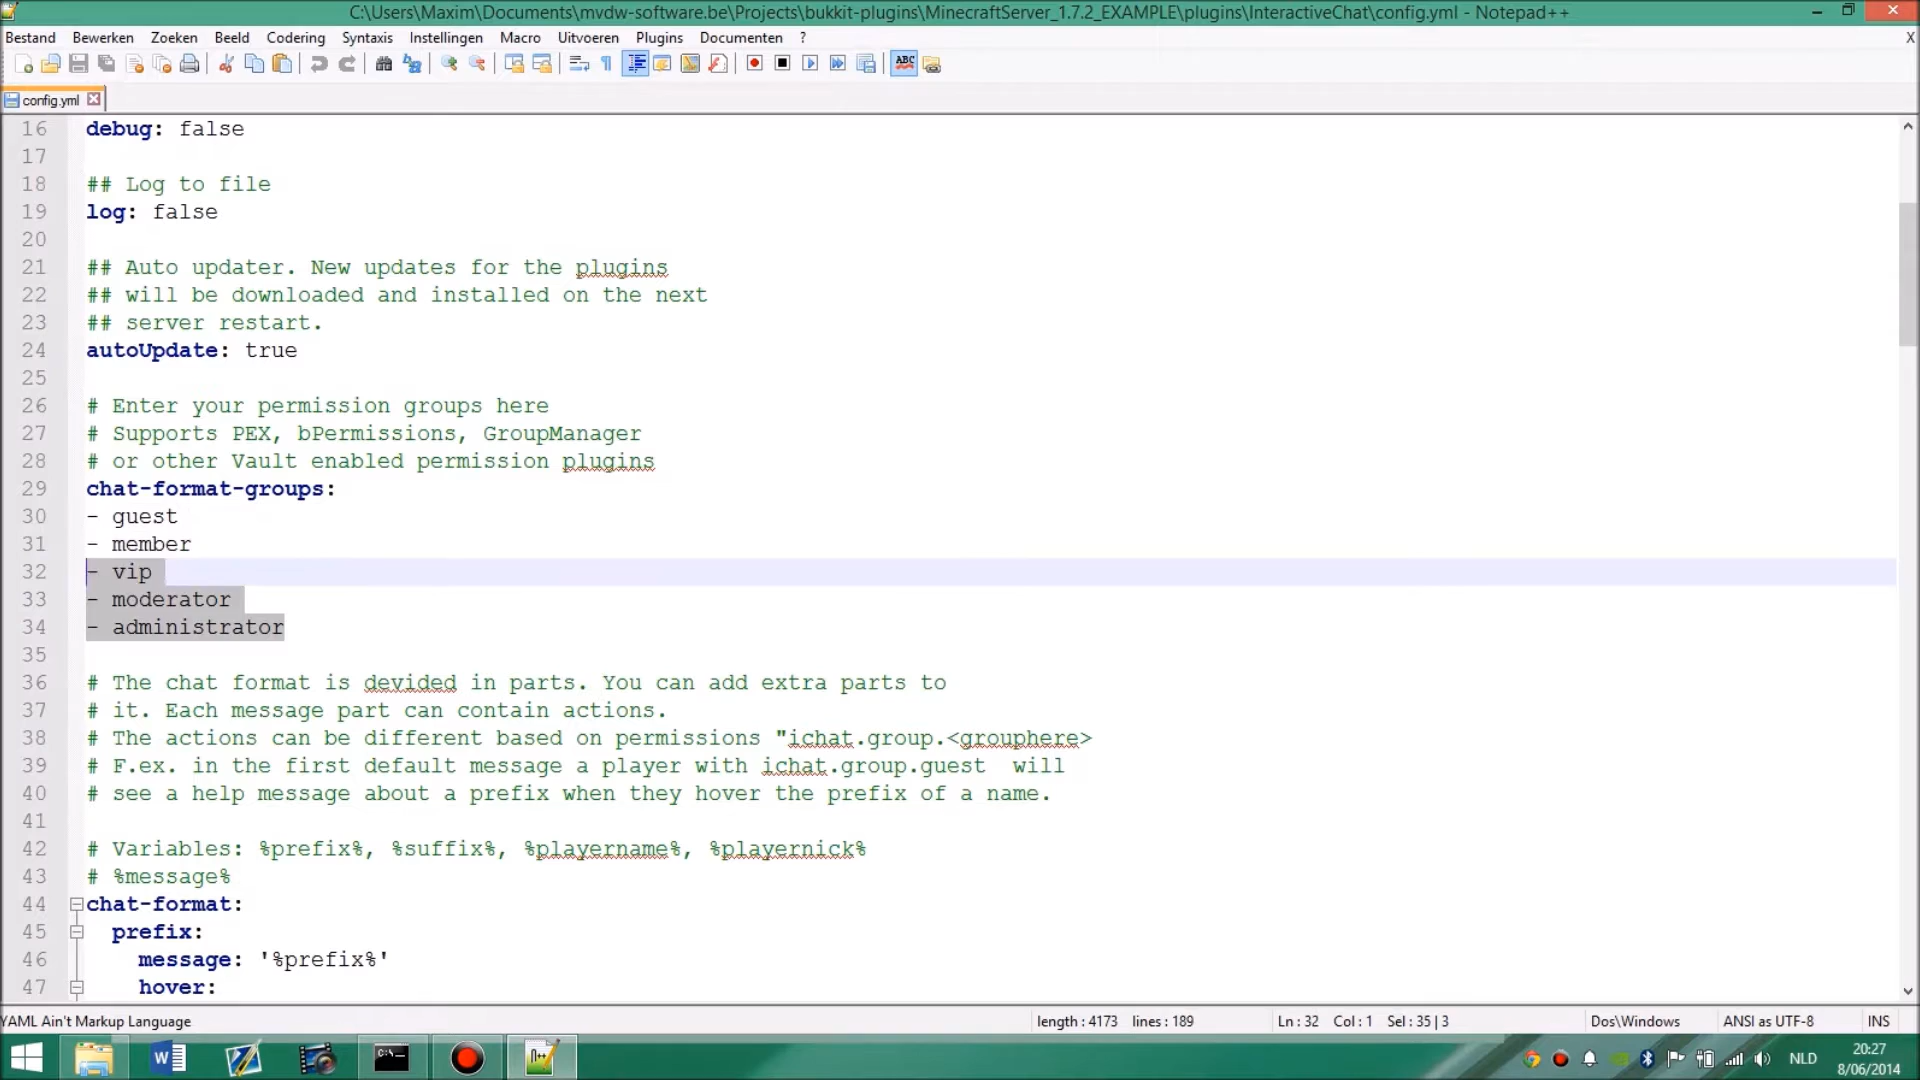 C:\Users\Maxim\Documents\mvdw-software.be\Projects\bukkit-plugins\MinecraftServer_1.7.2_EXAMPLE\plugins\InteractiveChat\config.yml - Notepad++
Bestand Bewerken Zoeken Beeld Codering Syntaxis Instellingen Macro Uitvoeren Plugins Documenten ? X
ABC
config.yml
16 debug: false
17
18 ## Log to file
19 log: false
20
21 ## Auto updater. New updates for the plugins
22 ## will be downloaded and installed on the next
23 ## server restart.
24 autoUpdate: true
25
26 # Enter your permission groups here
27 # Supports PEX, bPermissions, GroupManager
28 # or other Vault enabled permission plugins
29 chat-format-groups:
30 - guest
31 - member
32 - vip
33 - moderator
34 - administrator
35
36 # The chat format is devided in parts. You can add extra parts to
37 # it. Each message part can contain actions.
38 # The actions can be different based on permissions "ichat.group.<grouphere>
39 # F.ex. in the first default message a player with ichat.group.guest  will
40 # see a help message about a prefix when they hover the prefix of a name.
41
42 # Variables: %prefix%, %suffix%, %playername%, %playernick%
43 # %message%
44 chat-format:
45 prefix:
46 message: '%prefix%'
47 hover:
YAML Ain't Markup Language length : 4173 lines : 189 Ln : 32 Col : 1 Sel : 35 | 3 Dos\Windows ANSI as UTF-8 INS
NLD 20:27
8/06/2014